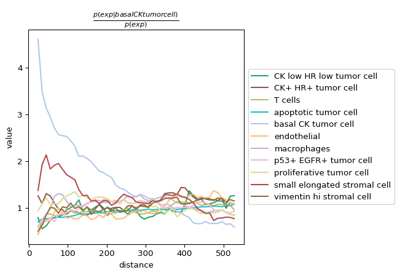 p(exp|basalCKtumorcell)
p(exp)
value
4
3
2
1
0
100
200
300
400
500
distance
CK low HR low tumor cell
CK+ HR+ tumor cell
T cells
apoptotic tumor cell
basal CK tumor cell
endothelial
macrophages
p53+ EGFR+ tumor cell
proliferative tumor cell
small elongated stromal cell
vimentin hi stromal cell